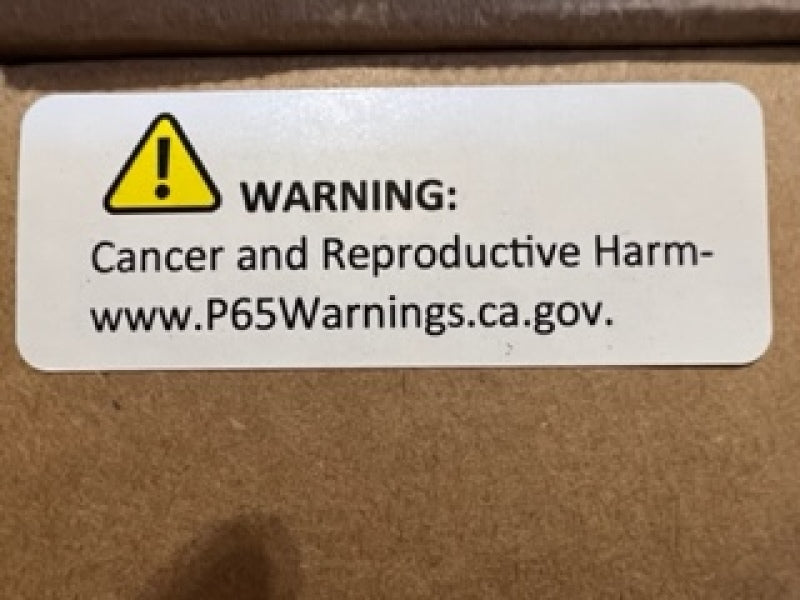 WARNING:
Cancer and Reproductive Harm-
www.P65Warnings.ca.gov.